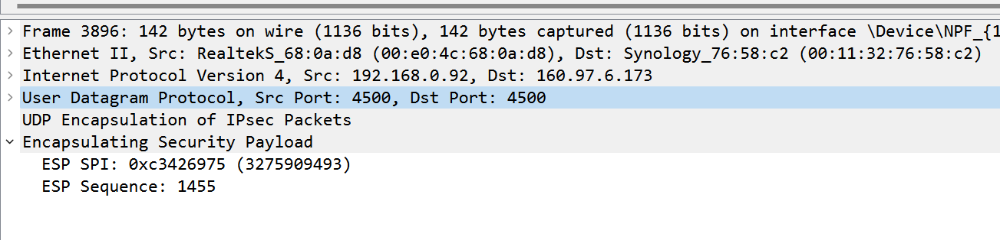 Frame 3896: 142 bytes on wire (1136 bits), 142 bytes captured (1136 bits) on interface \Device\NPF_{1
Ethernet II, Src: RealtekS_68:0a:d8 (00:e0:4c:68:0a:d8), Dst: Synology_76:58:c2 (00:11:32:76:58:c2)
Internet Protocol Version 4, Src: 192.168.0.92, Dst: 160.97.6.173
User Datagram Protocol, Src Port: 4500, Dst Port: 4500
UDP Encapsulation of IPsec Packets
Encapsulating Security Payload
ESP SPI: 0xc3426975 (3275909493)
ESP Sequence: 1455